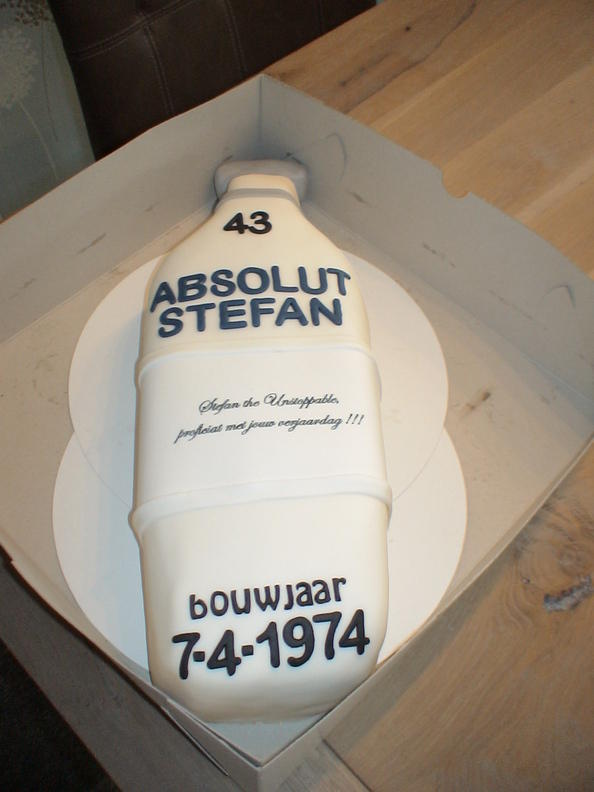 43
ABSOLUT
STEFAN
Stefan the Unstoppable,
proficiat met jouw verjaardag !!!
bouwjaar
7-4-1974